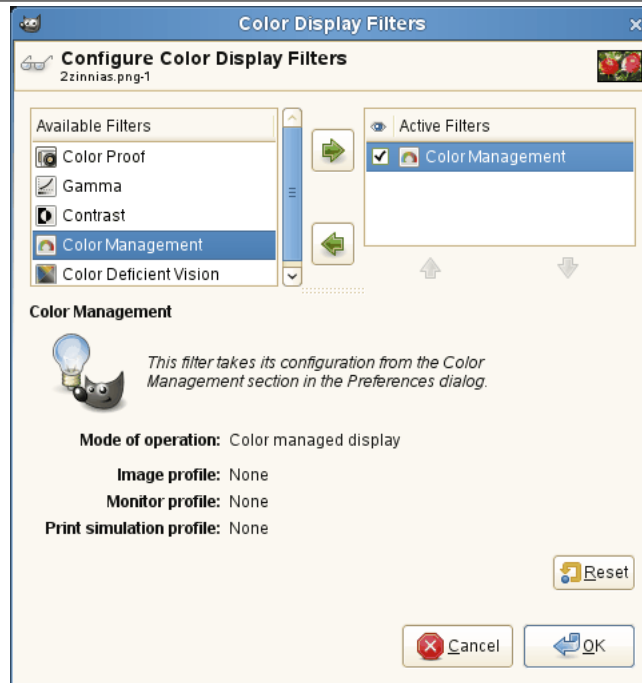 Color Display Filters
Configure Color Display Filters
2zinnias.png-1
Available Filters
Color Proof
Gamma
Contrast
Color Management
Color Deficient Vision
Active Filters
Color Management
Color Management
This filter takes its configuration from the Color
Management section in the Preferences dialog.
Mode of operation: Color managed display
Image profile: None
Monitor profile: None
Print simulation profile: None
Reset
Cancel
OK